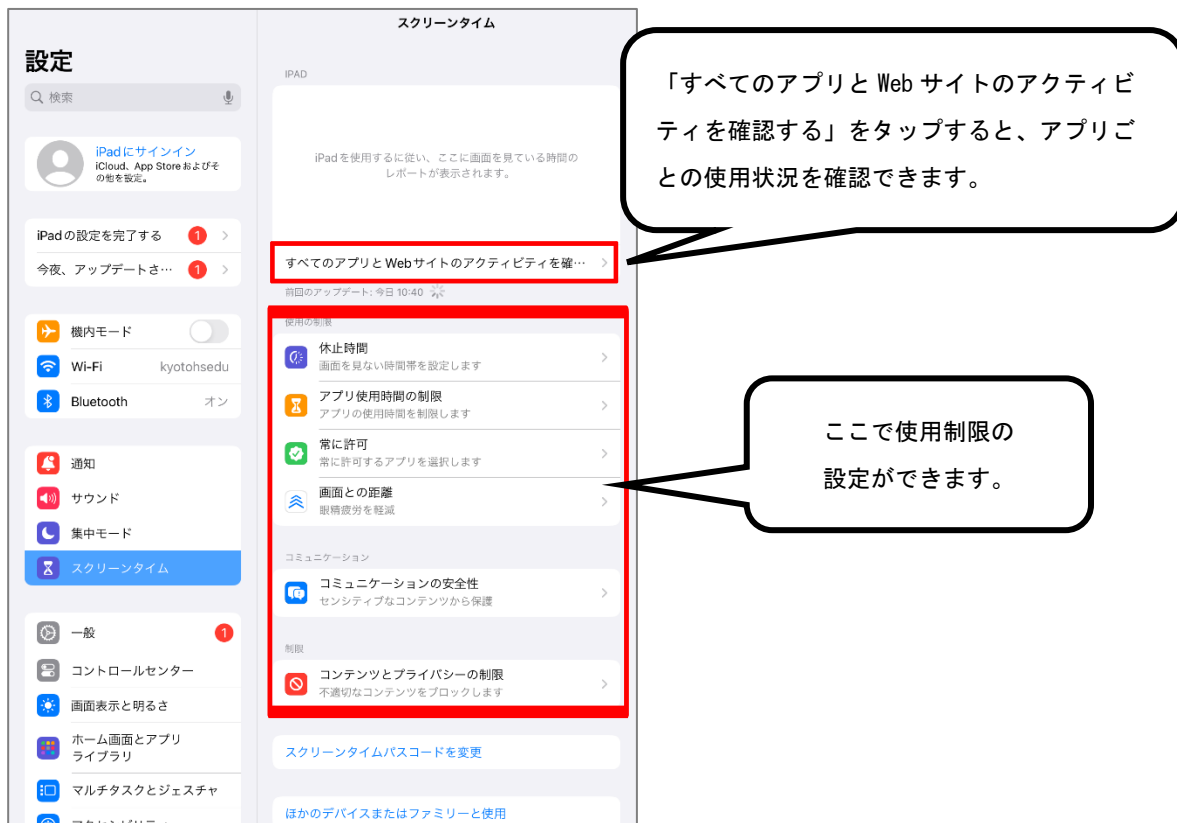 設定
検索
iPadにサインイン
iCloud、App Storeおよびそ
の他を設定。
iPadの設定を完了する 1
今夜、アップデートさ… 1
機内モード
Wi-Fi kyotohsedu
Bluetooth オン
通知
サウンド
集中モード
スクリーンタイム
一般 1
コントロールセンター
画面表示と明るさ
ホーム画面とアプリ
ライブラリ
マルチタスクとジェスチャ
スクリーンタイム
IPAD
iPadを使用するに従い、ここに画面を見ている時間の
レポートが表示されます。
すべてのアプリとWebサイトのアクティビティを確…
前回のアップデート: 今日 10:40
使用の制限
休止時間
画面を見ない時間帯を設定します
アプリ使用時間の制限
アプリの使用時間を制限します
常に許可
常に許可するアプリを選択します
画面との距離
眼精疲労を軽減
コミュニケーション
コミュニケーションの安全性
センシティブなコンテンツから保護
制限
コンテンツとプライバシーの制限
不適切なコンテンツをブロックします
スクリーンタイムパスコードを変更
ほかのデバイスまたはファミリーと使用
「すべてのアプリと Web サイトのアクティビ
ティを確認する」をタップすると、アプリご
との使用状況を確認できます。
ここで使用制限の
設定ができます。